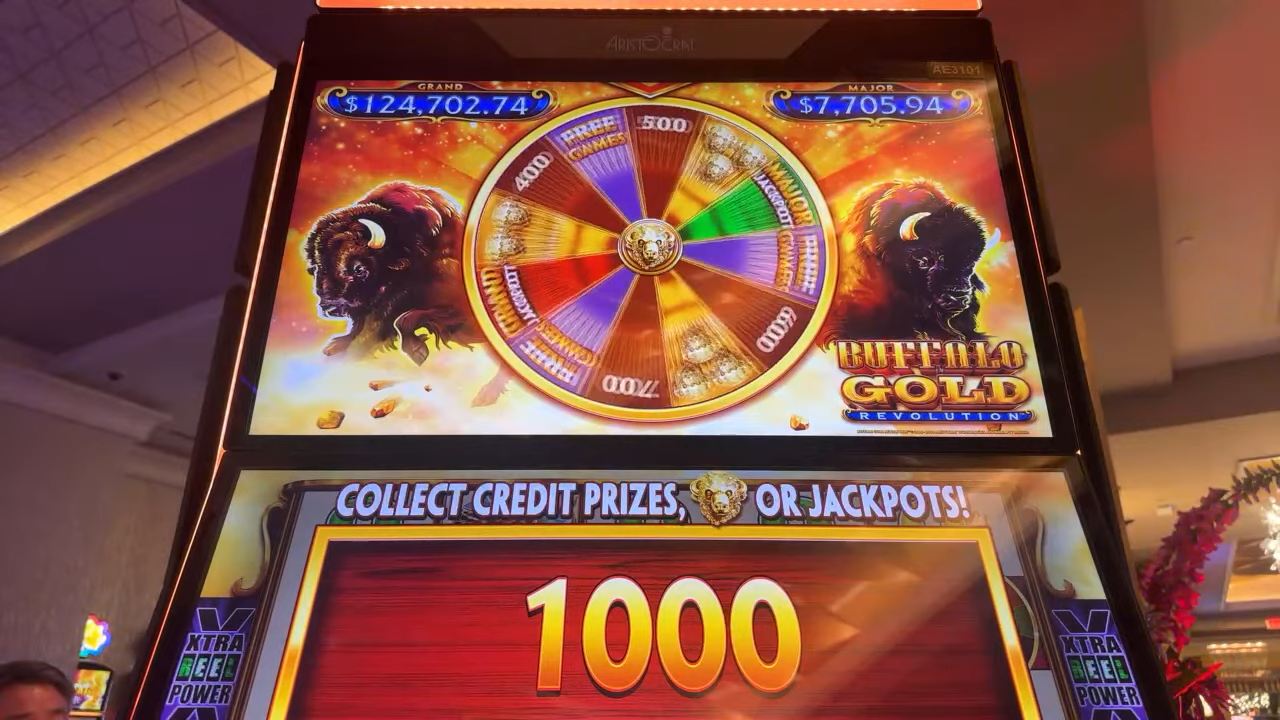 ARISTOCRAT
AE3101
GRAND
$124,702.74
MAJOR
$7,705.94
500
FREE
GAMES
400
MAJOR
JACKPOT
FREE
GAMES
600
GRAND
JACKPOT
FREE
GAMES
700
BUFFALO
GOLD
REVOLUTION
COLLECT CREDIT PRIZES, OR JACKPOTS!
1000
XTRA
REEL
POWER
XTRA
REEL
POWER